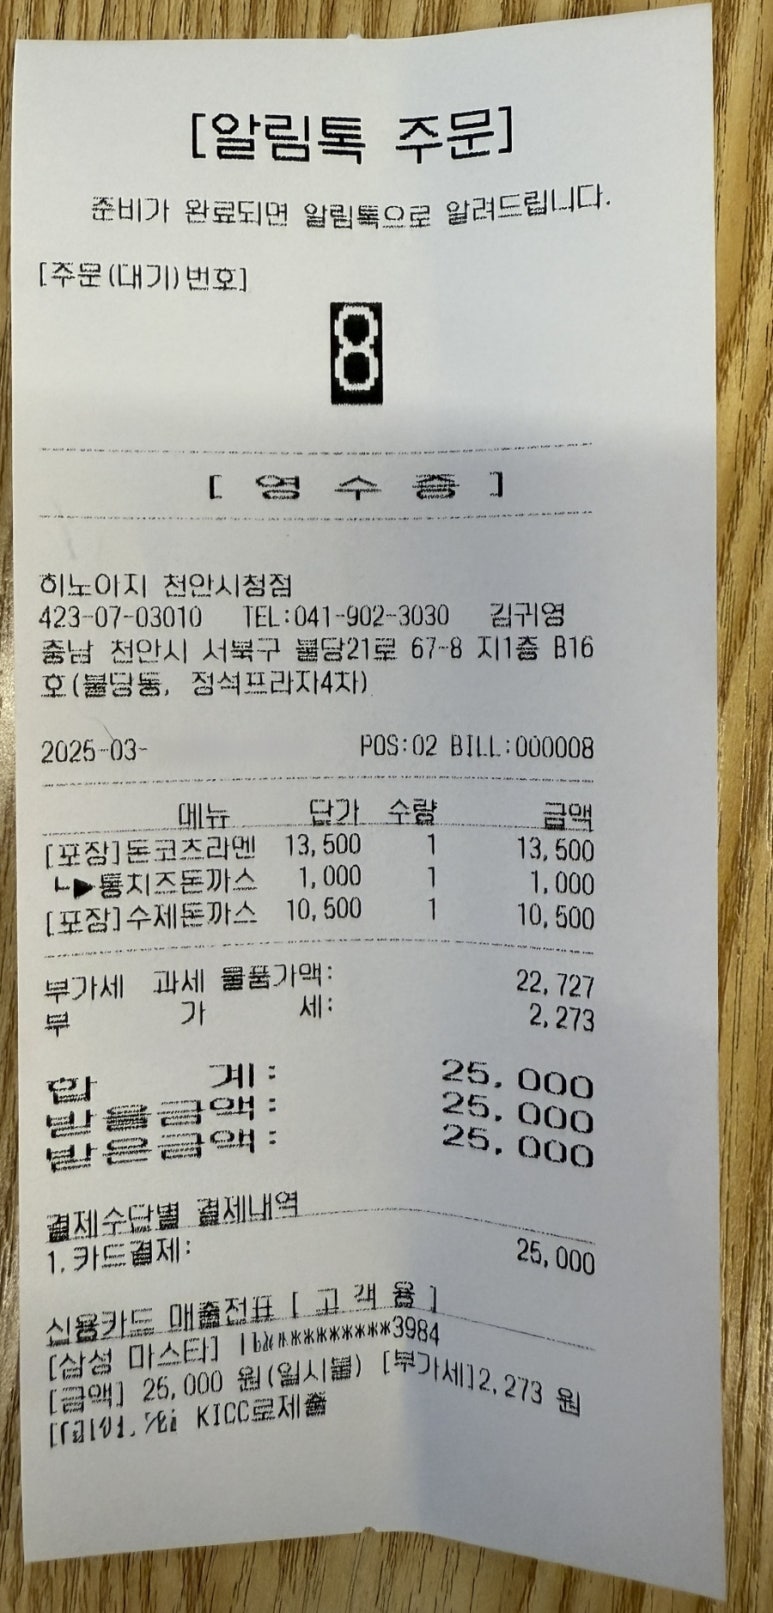 [알림톡 주문]
준비가 완료되면 알림톡으로 알려드립니다.
[주문(대기)번호]
8
[ 영 수 증 ]
히노아지 천안시청점
423-07-03010 TEL:041-902-3030 김귀영
충남 천안시 서북구 불당21로 67-8 지1층 B16
호(불당동, 정석프라자4차)
2025-03- POS:02 BILL:000008
메뉴 단가 수량 금액
[포장]돈코츠라멘 13,500 1 13,500
┗▶통치즈돈까스 1,000 1 1,000
[포장]수제돈까스 10,500 1 10,500
부가세 과세 물품가액: 22,727
부 가 세: 2,273
합 계: 25,000
받을금액: 25,000
받은금액: 25,000
결제수단별 결제내역
1.카드결제: 25,000
신용카드 매출전표 [ 고 객 용 ]
[삼성 마스타] **********3984
[금액] 25,000 원(일시불) [부가세]2,273 원
KICC로제출